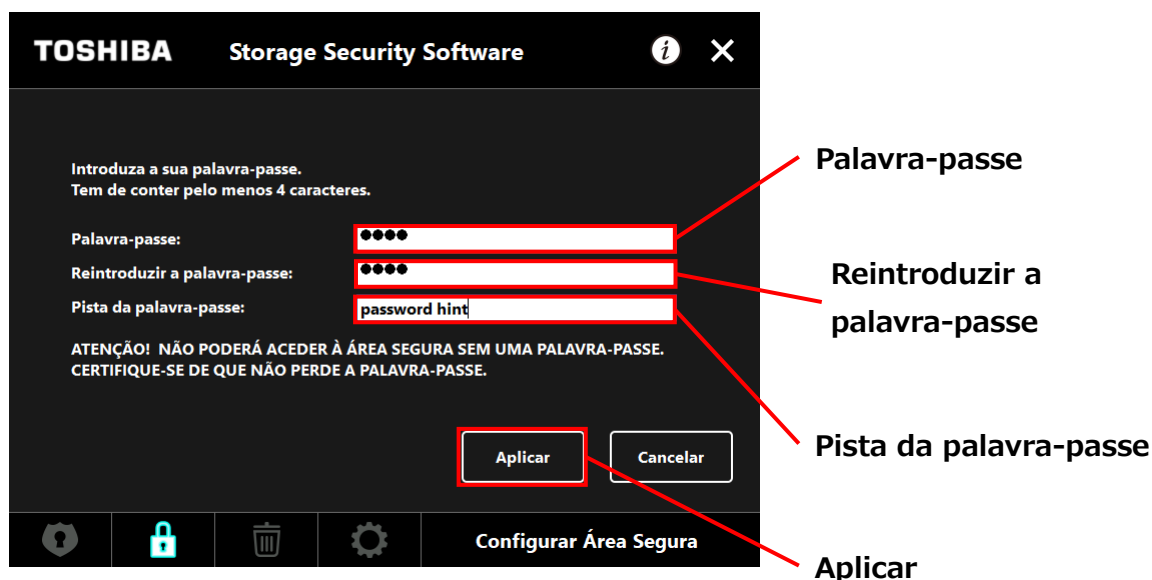 TOSHIBA Storage Security Software
Introduza a sua palavra-passe.
Tem de conter pelo menos 4 caracteres.
Palavra-passe: ●●●●
Reintroduzir a palavra-passe: ●●●●
Pista da palavra-passe: password hint
ATENÇÃO! NÃO PODERÁ ACEDER À ÁREA SEGURA SEM UMA PALAVRA-PASSE.
CERTIFIQUE-SE DE QUE NÃO PERDE A PALAVRA-PASSE.
Aplicar Cancelar
Configurar Área Segura
Palavra-passe
Reintroduzir a
palavra-passe
Pista da palavra-passe
Aplicar